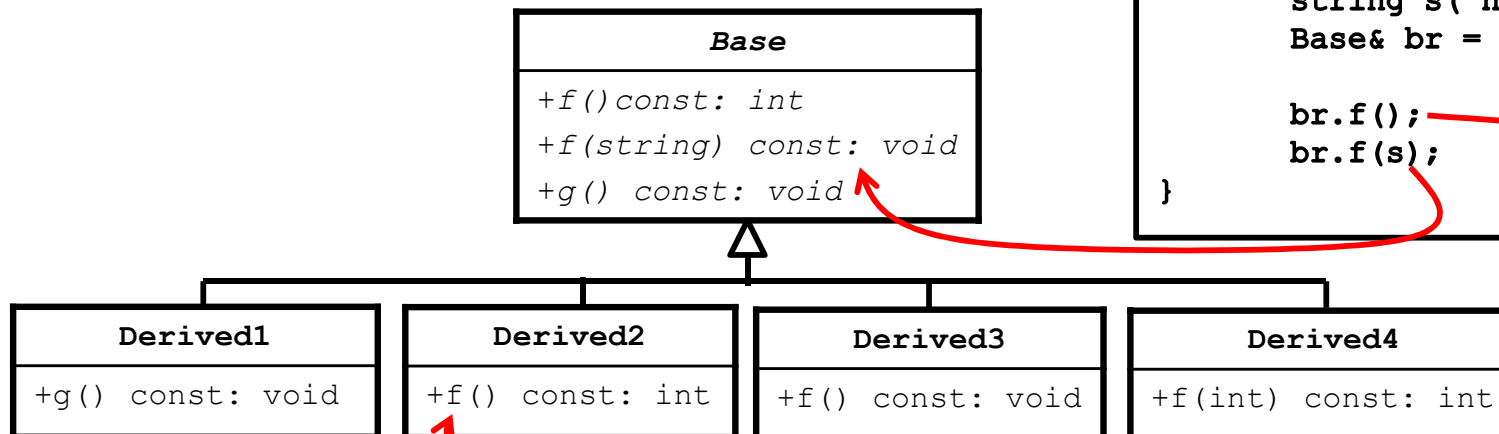 string s(
Base& br =
br.f();
br.f(s);
}
Base
+f()const: int
+f(string) const: void
+g() const: void
Derived1
+g() const: void
Derived2
+f() const: int
Derived3
+f() const: void
Derived4
+f(int) const: int